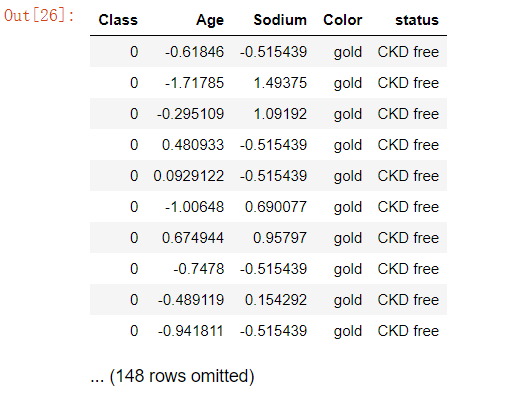 Out[26]:
Class Age Sodium Color status
0 -0.61846 -0.515439 gold CKD free
0 -1.71785 1.49375 gold CKD free
0 -0.295109 1.09192 gold CKD free
0 0.480933 -0.515439 gold CKD free
0 0.0929122 -0.515439 gold CKD free
0 -1.00648 0.690077 gold CKD free
0 0.674944 0.95797 gold CKD free
0 -0.7478 -0.515439 gold CKD free
0 -0.489119 0.154292 gold CKD free
0 -0.941811 -0.515439 gold CKD free
... (148 rows omitted)